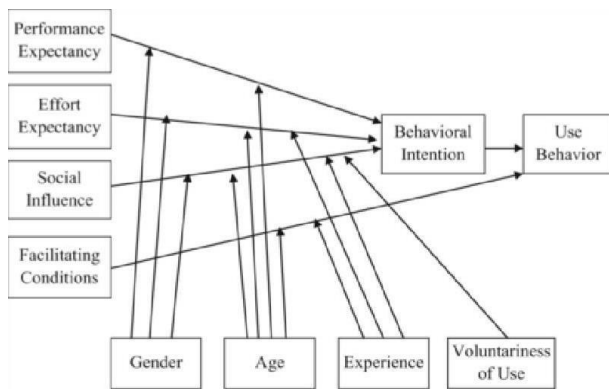 Performance
Expectancy
Effort
Expectancy
Social
Influence
Facilitating
Conditions
Behavioral
Intention
Use
Behavior
Gender
Age
Experience
Voluntariness
of Use